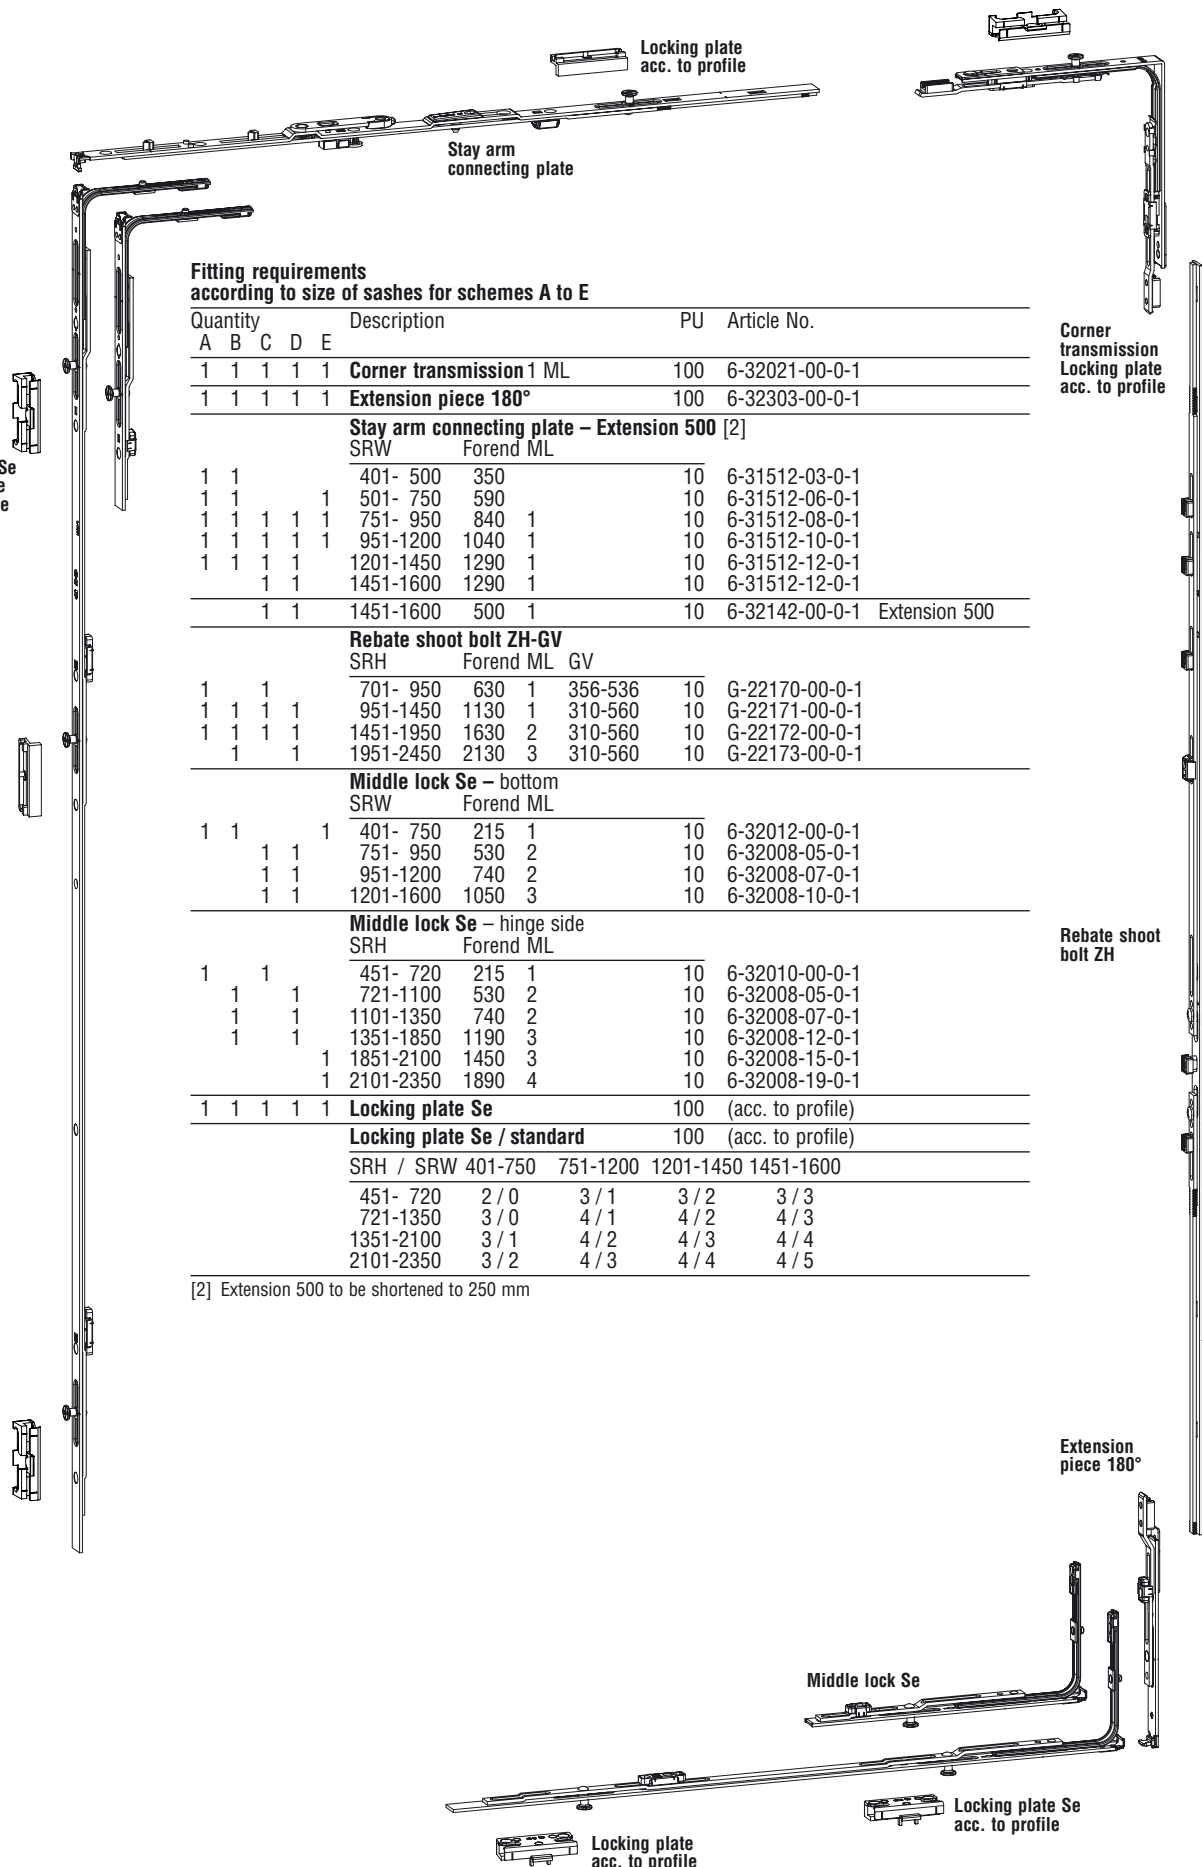 Locking plate
acc. to profile
Stay arm
connecting plate
Fitting requirements
according to size of sashes for schemes A to E
Quantity Description PU Article No.
A B C D E
1 1 1 1 1 Corner transmission 1 ML 100 6-32021-00-0-1
1 1 1 1 1 Extension piece 180° 100 6-32303-00-0-1
Stay arm connecting plate – Extension 500 [2]
SRW Forend ML
1 1 401- 500 350 10 6-31512-03-0-1
1 1 1 501- 750 590 10 6-31512-06-0-1
1 1 1 1 1 751- 950 840 1 10 6-31512-08-0-1
1 1 1 1 1 951-1200 1040 1 10 6-31512-10-0-1
1 1 1 1 1201-1450 1290 1 10 6-31512-12-0-1
1 1 1451-1600 1290 1 10 6-31512-12-0-1
1 1 1451-1600 500 1 10 6-32142-00-0-1 Extension 500
Rebate shoot bolt ZH-GV
SRH Forend ML GV
1 1 701- 950 630 1 356-536 10 G-22170-00-0-1
1 1 1 1 951-1450 1130 1 310-560 10 G-22171-00-0-1
1 1 1 1 1451-1950 1630 2 310-560 10 G-22172-00-0-1
1 1 1951-2450 2130 3 310-560 10 G-22173-00-0-1
Middle lock Se – bottom
SRW Forend ML
1 1 1 401- 750 215 1 10 6-32012-00-0-1
1 1 751- 950 530 2 10 6-32008-05-0-1
1 1 951-1200 740 2 10 6-32008-07-0-1
1 1 1201-1600 1050 3 10 6-32008-10-0-1
Middle lock Se – hinge side
SRH Forend ML
1 1 451- 720 215 1 10 6-32010-00-0-1
1 1 721-1100 530 2 10 6-32008-05-0-1
1 1 1101-1350 740 2 10 6-32008-07-0-1
1 1 1351-1850 1190 3 10 6-32008-12-0-1
1 1851-2100 1450 3 10 6-32008-15-0-1
1 2101-2350 1890 4 10 6-32008-19-0-1
1 1 1 1 1 Locking plate Se 100 (acc. to profile)
Locking plate Se / standard 100 (acc. to profile)
SRH / SRW 401-750 751-1200 1201-1450 1451-1600
451- 720 2 / 0 3 / 1 3 / 2 3 / 3
721-1350 3 / 0 4 / 1 4 / 2 4 / 3
1351-2100 3 / 1 4 / 2 4 / 3 4 / 4
2101-2350 3 / 2 4 / 3 4 / 4 4 / 5
[2] Extension 500 to be shortened to 250 mm
Corner
transmission
Locking plate
acc. to profile
Se
e
e
Rebate shoot
bolt ZH
Extension
piece 180°
Middle lock Se
Locking plate Se
acc. to profile
Locking plate
acc. to profile